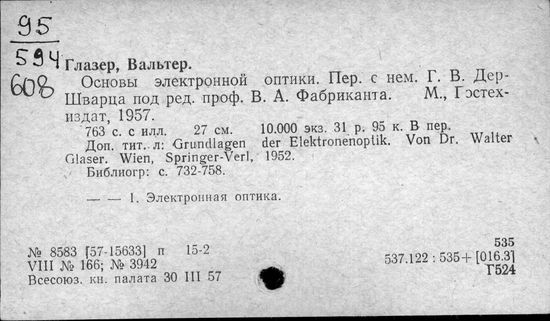 95
594
608
Глазер, Вальтер.
Основы электронной оптики. Пер. с нем. Г. В. Дер-
Шварца под ред. проф. В. А. Фабриканта. М., Гостех-
издат, 1957.
763 с. с илл. 27 см. 10.000 экз. 31 р. 95 к. В пер.
Доп. тит. л: Grundlagen der Elektronenoptik. Von Dr. Walter
Glaser. Wien, Springer-Verl, 1952.
Библиогр: с. 732-758.
— — 1. Электронная оптика.
№ 8583 [57-15633] п 15-2
VIII № 166; № 3942
Всесоюз. кн. палата 30 III 57
535
537.122 : 535+[016.3]
Г524